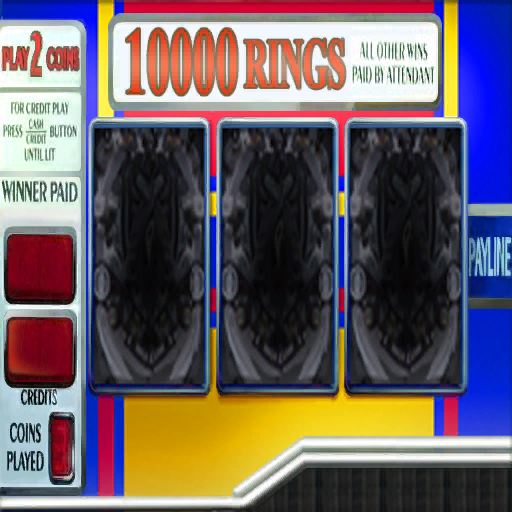 PLAY 2 COINS
FOR CREDIT PLAY
PRESS CASH CREDIT BUTTON
UNTIL LIT
WINNER PAID
CREDITS
COINS
PLAYED
10000 RINGS
ALL OTHER WINS
PAID BY ATTENDANT
PAYLINE